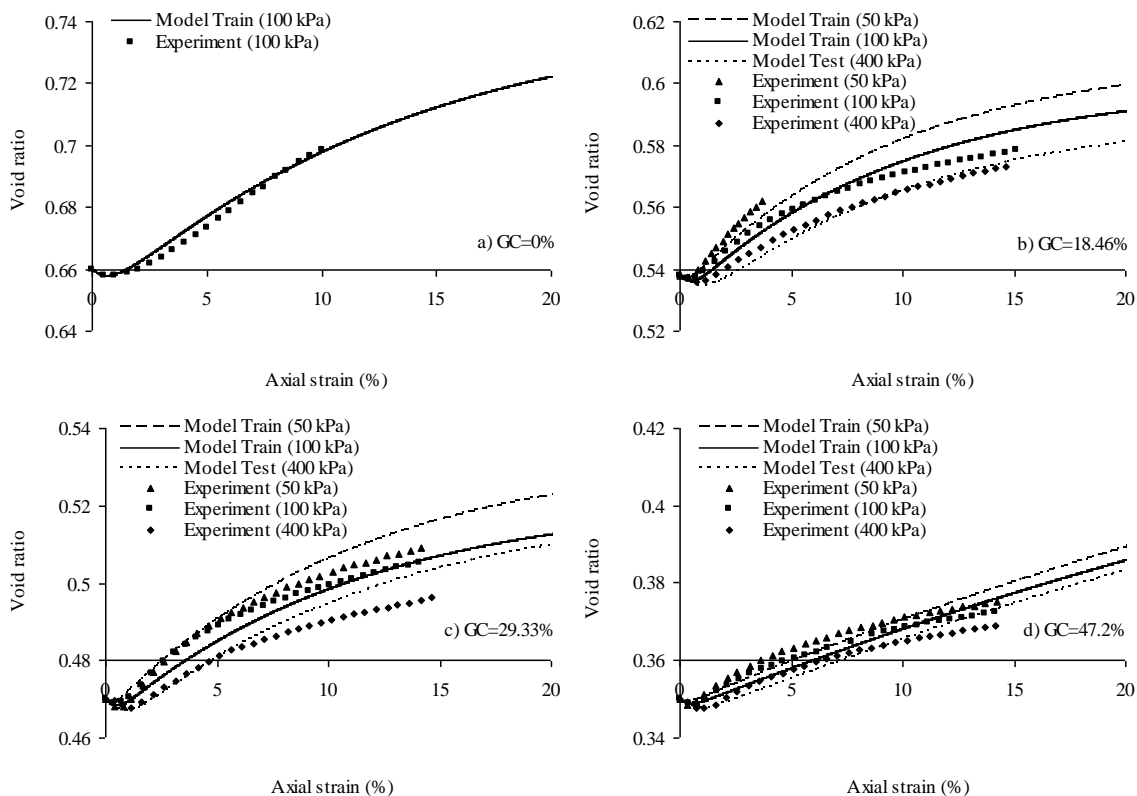 0.74
Model Train (100 kPa)
Experiment (100 kPa)
0.72
0.7
0.68
0.66
0.64
0
5
10
15
20
Void ratio
a) GC=0%
Axial strain (%)
0.62
Model Train (50 kPa)
Model Train (100 kPa)
Model Test (400 kPa)
Experiment (50 kPa)
Experiment (100 kPa)
Experiment (400 kPa)
0.6
0.58
0.56
0.54
0.52
0
5
10
15
20
Void ratio
b) GC=18.46%
Axial strain (%)
0.54
Model Train (50 kPa)
Model Train (100 kPa)
Model Test (400 kPa)
Experiment (50 kPa)
Experiment (100 kPa)
Experiment (400 kPa)
0.52
0.5
0.48
0.46
0
5
10
15
20
Void ratio
c) GC=29.33%
Axial strain (%)
0.42
Model Train (50 kPa)
Model Train (100 kPa)
Model Test (400 kPa)
Experiment (50 kPa)
Experiment (100 kPa)
Experiment (400 kPa)
0.4
0.38
0.36
0.34
0
5
10
15
20
Void ratio
d) GC=47.2%
Axial strain (%)